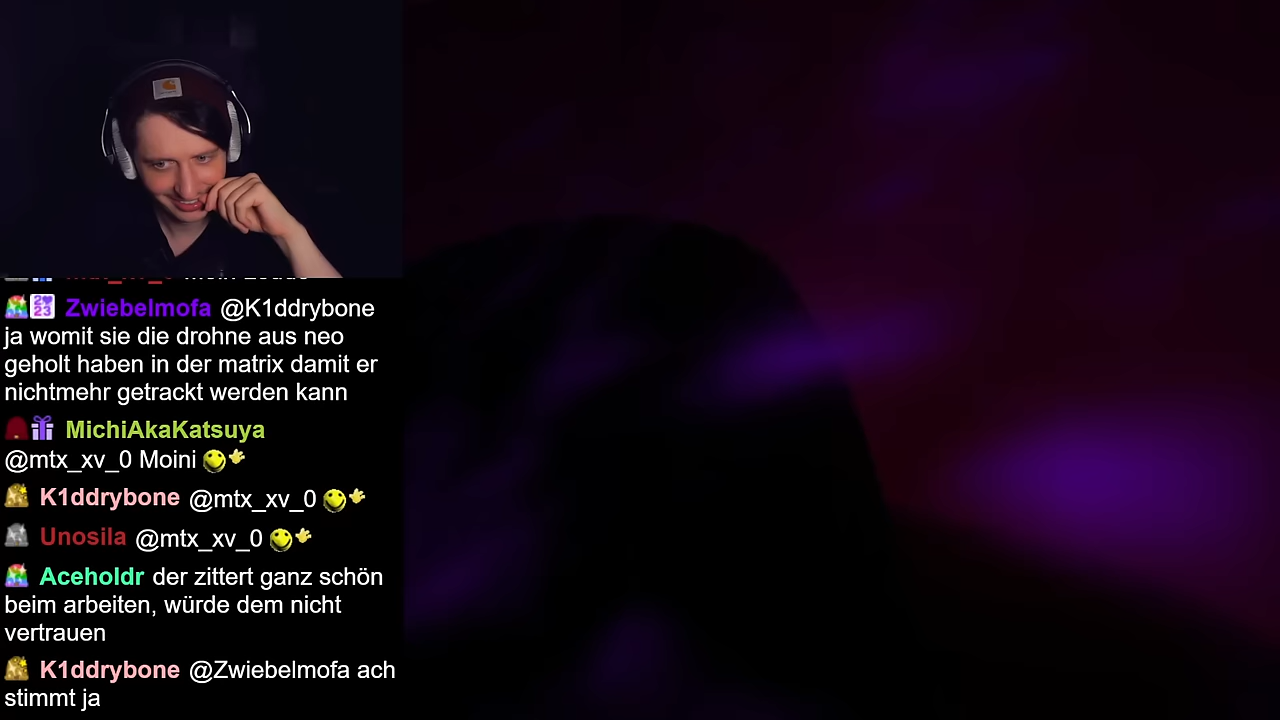 Zwiebelmofa @K1ddrybone
ja womit sie die drohne aus neo
geholt haben in der matrix damit er
nichtmehr getrackt werden kann
MichiAkaKatsuya
@mtx_xv_0 Moini
K1ddrybone @mtx_xv_0
Unosila @mtx_xv_0
Aceholdr der zittert ganz schön
beim arbeiten, würde dem nicht
vertrauen
K1ddrybone @Zwiebelmofa ach
stimmt ja